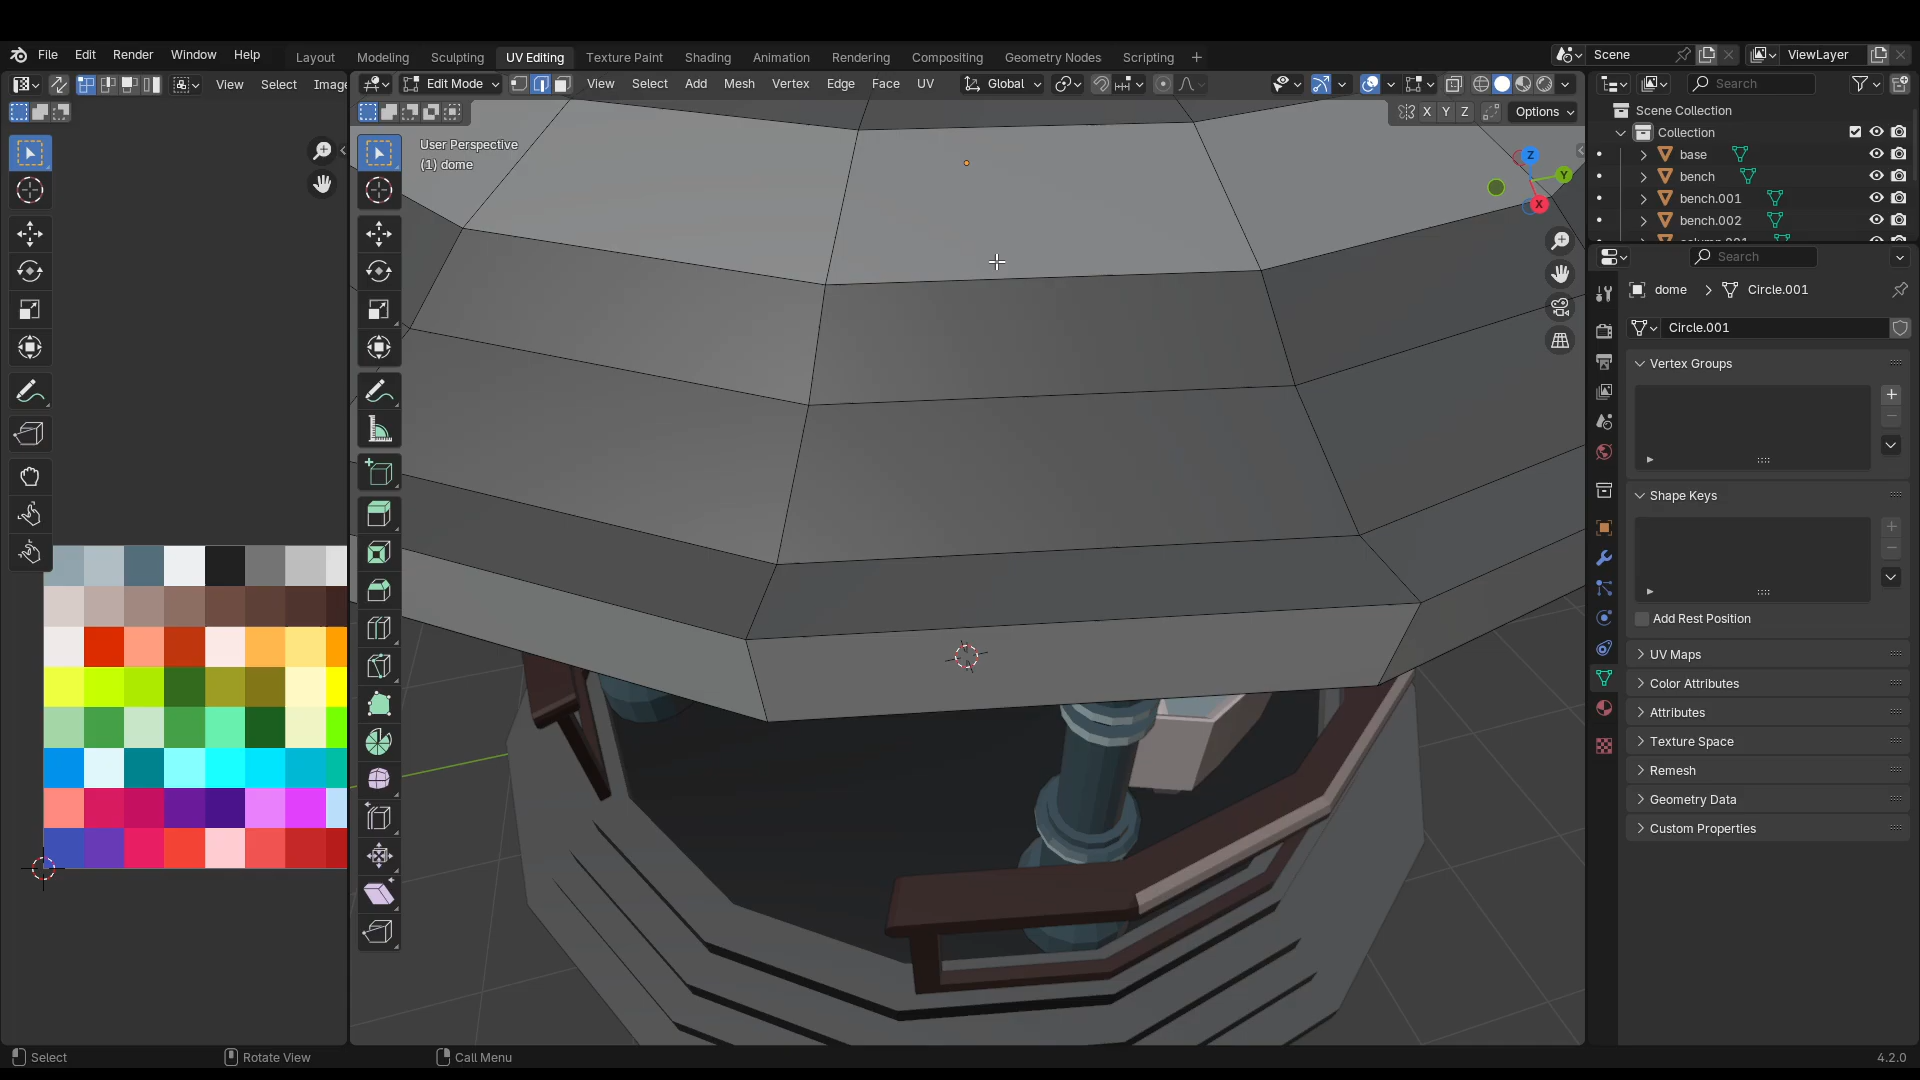 File Edit Render Window Help Layout Modeling Sculpting UV Editing Texture Paint Shading Animation Rendering Compositing Geometry Nodes Scripting + Scene ViewLayer
View Select Imag Edit Mode View Select Add Mesh Vertex Edge Face UV Global Search
X Y Z Options
User Perspective
(1) dome
Z
Y
X
Scene Collection
Collection
base
bench
bench.001
bench.002
Search
dome > Circle.001
Circle.001
Vertex Groups
Shape Keys
Add Rest Position
UV Maps
Color Attributes
Attributes
Texture Space
Remesh
Geometry Data
Custom Properties
Select Rotate View Call Menu 4.2.0